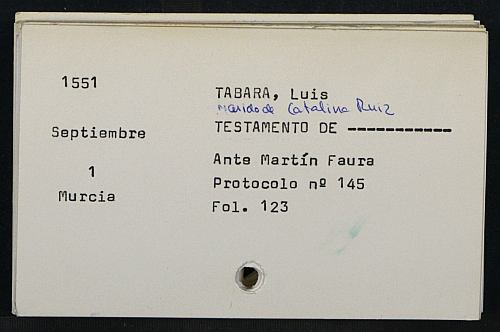 1551
Septiembre
1
Murcia
TABARA, Luis
Marido de Catalina Ruiz
TESTAMENTO DE -----------
Ante Martín Faura
Protocolo nº 145
Fol. 123